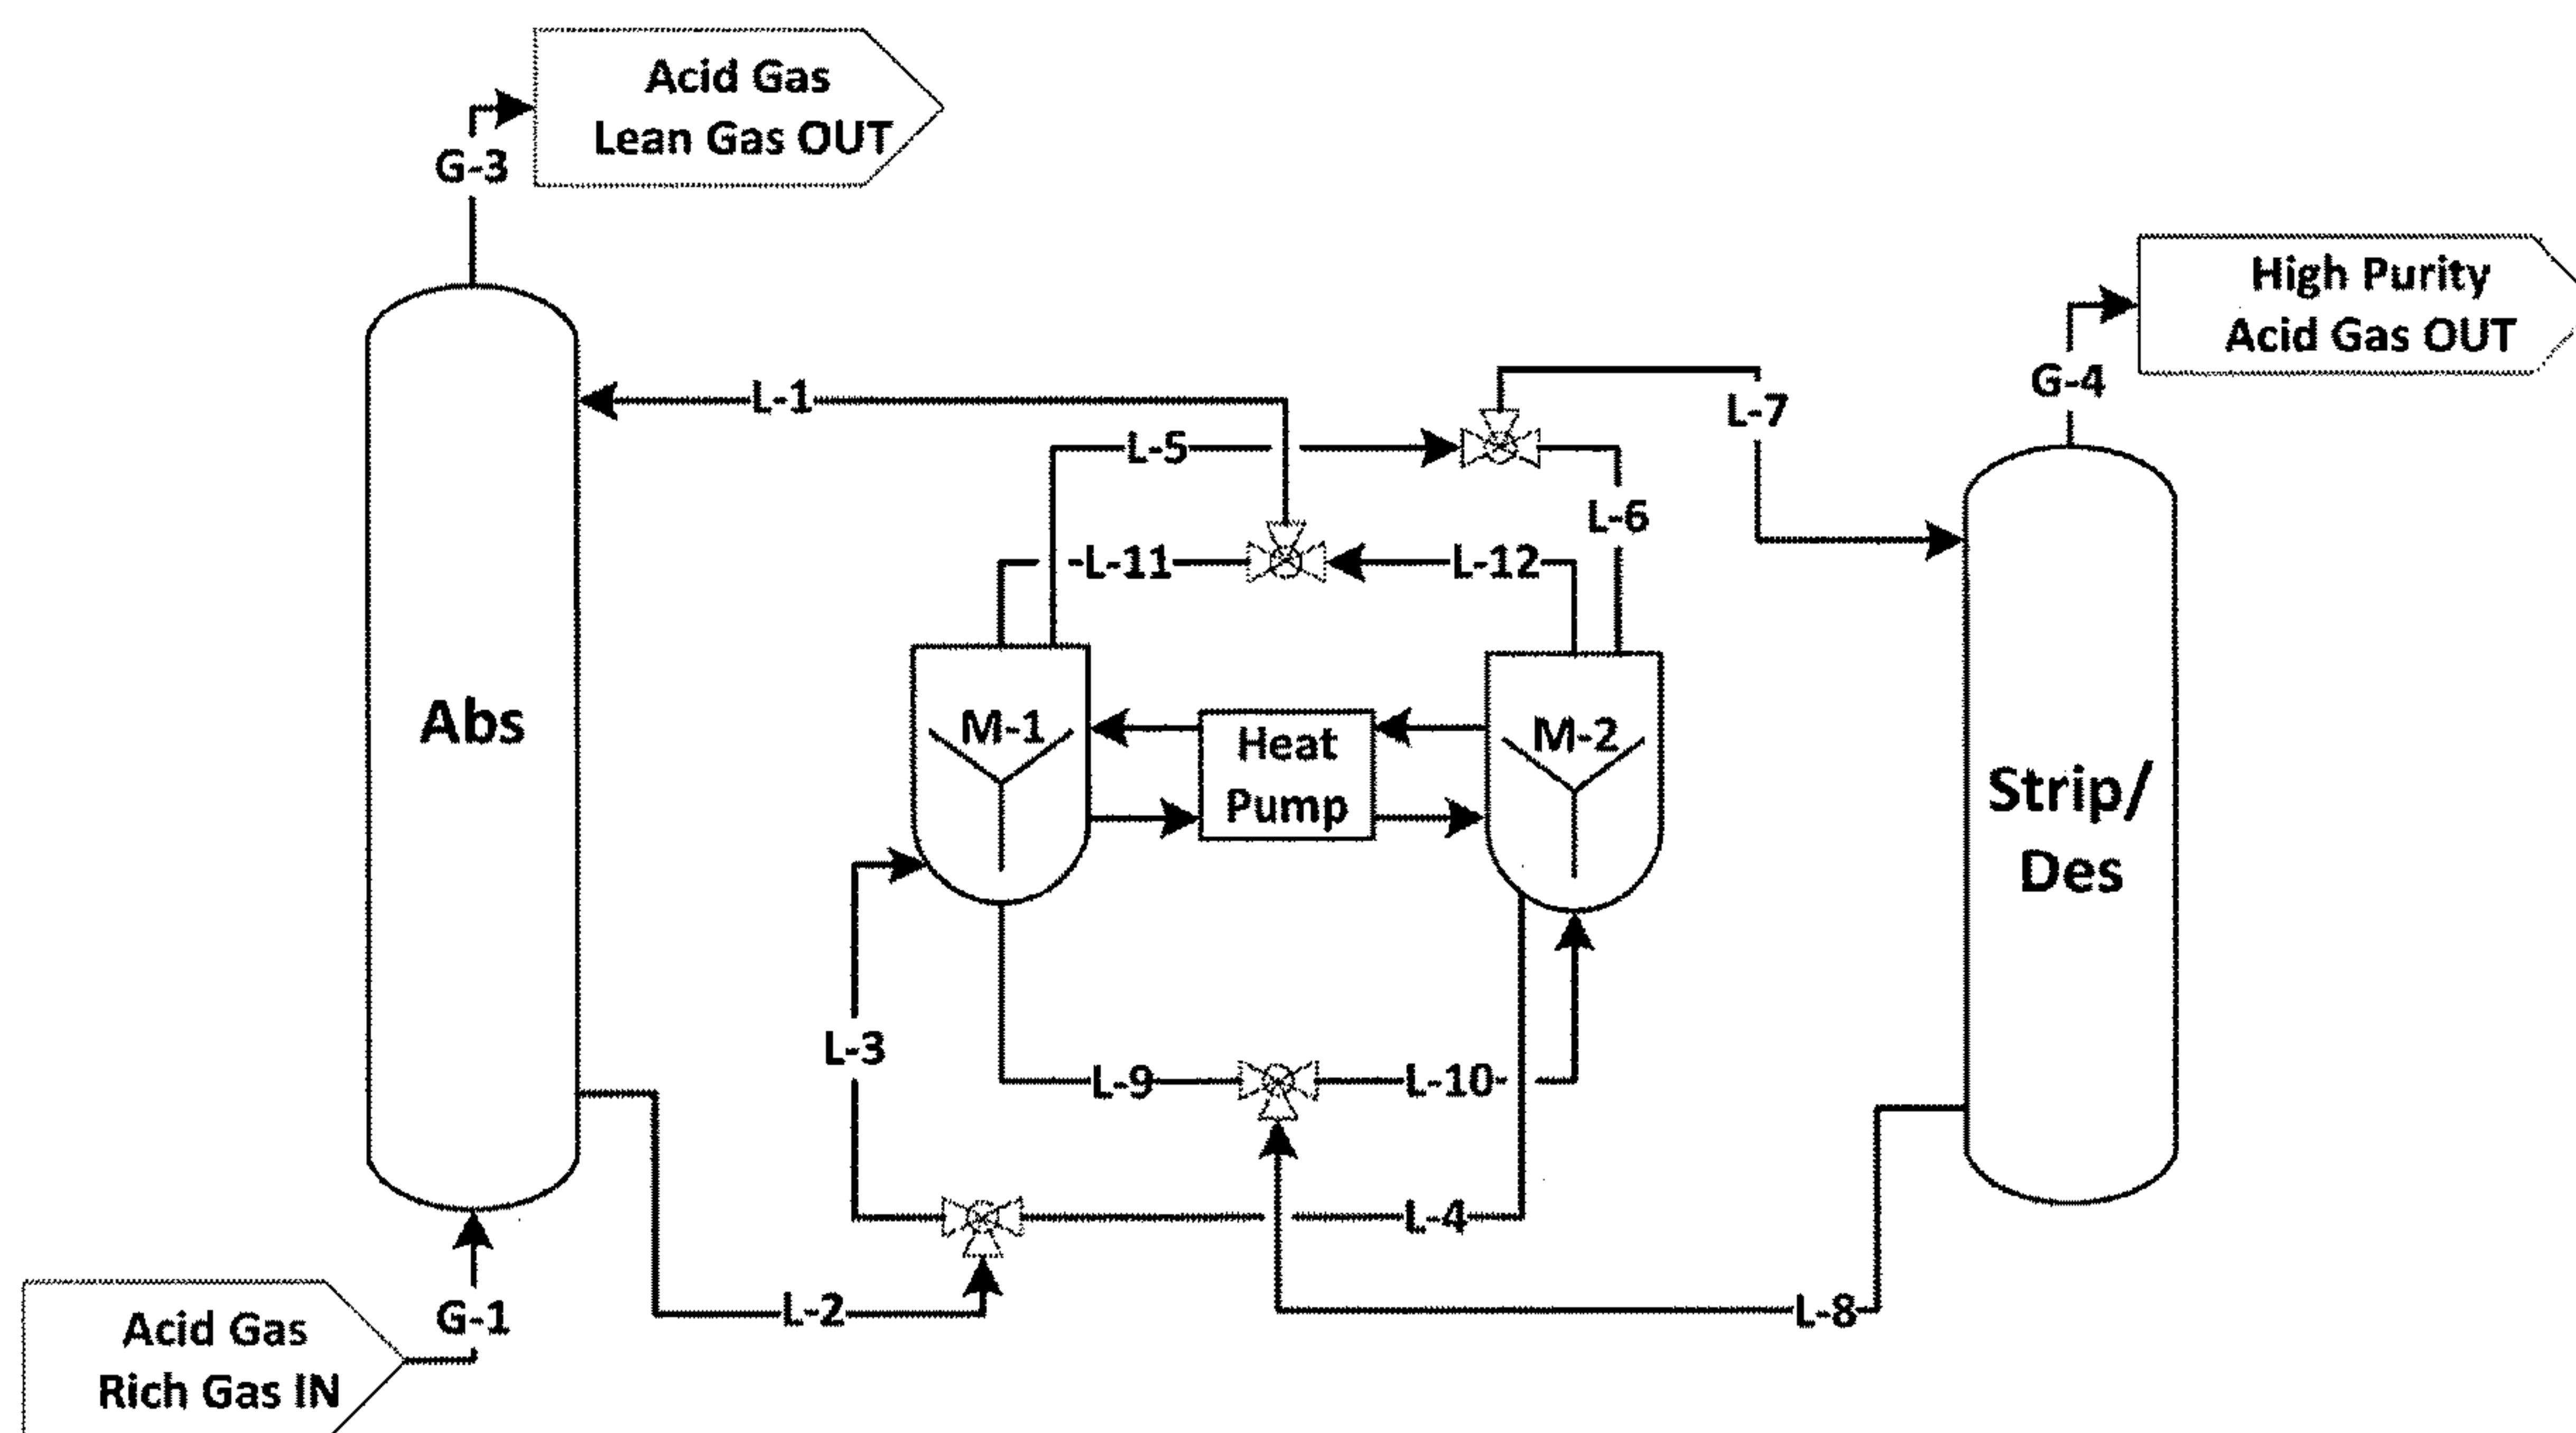 Acid Gas
Lean Gas OUT
G-3
High Purity
Acid Gas OUT
G-4
L-1
L-7
L-5
L-6
L-11
L-12
Abs
M-1
Heat
Pump
M-2
Strip/
Des
L-3
L-9
L-10
L-4
L-2
L-8
G-1
Acid Gas
Rich Gas IN